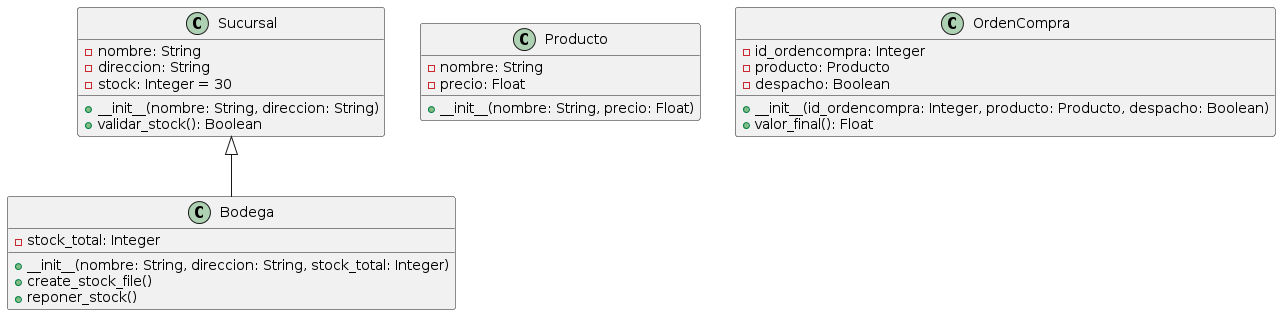 Sucursal
nombre: String
direccion: String
stock: Integer = 30
__init__(nombre: String, direccion: String)
validar_stock(): Boolean
Producto
nombre: String
precio: Float
__init__(nombre: String, precio: Float)
OrdenCompra
id_ordencompra: Integer
producto: Producto
despacho: Boolean
__init__(id_ordencompra: Integer, producto: Producto, despacho: Boolean)
valor_final(): Float
Bodega
stock_total: Integer
__init__(nombre: String, direccion: String, stock_total: Integer)
create_stock_file()
reponer_stock()